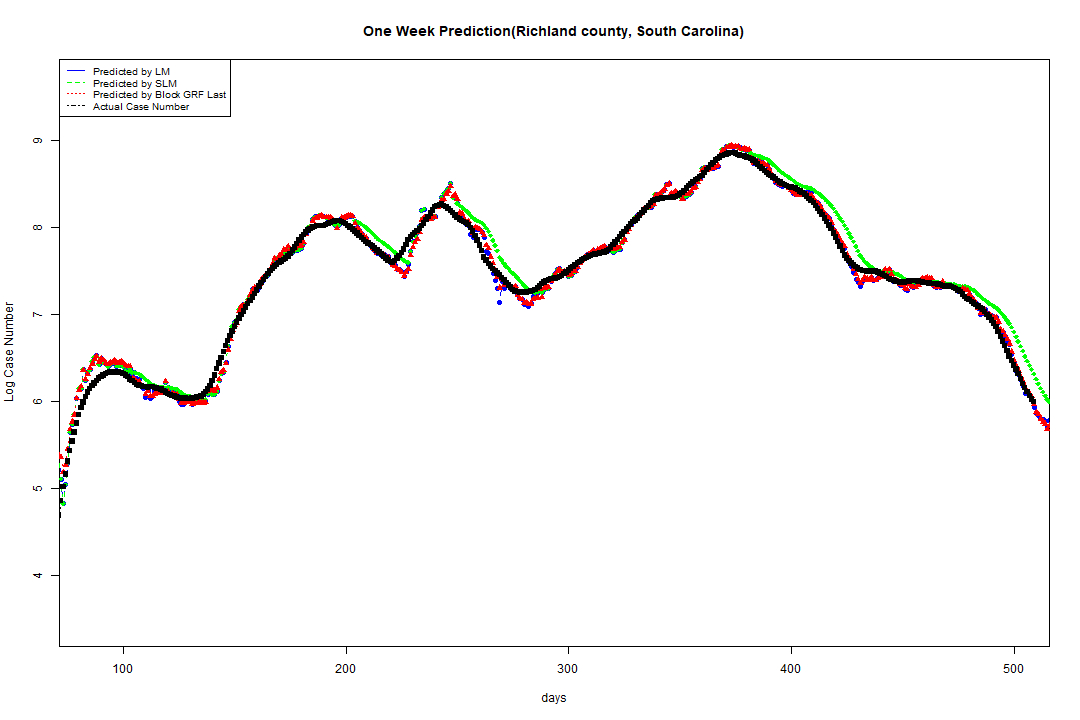 One Week Prediction(Richland county, South Carolina)
Predicted by LM
Predicted by SLM
Predicted by Block GRF Last
Actual Case Number
9
8
7
6
5
4
Log Case Number
100 200 300 400 500
days